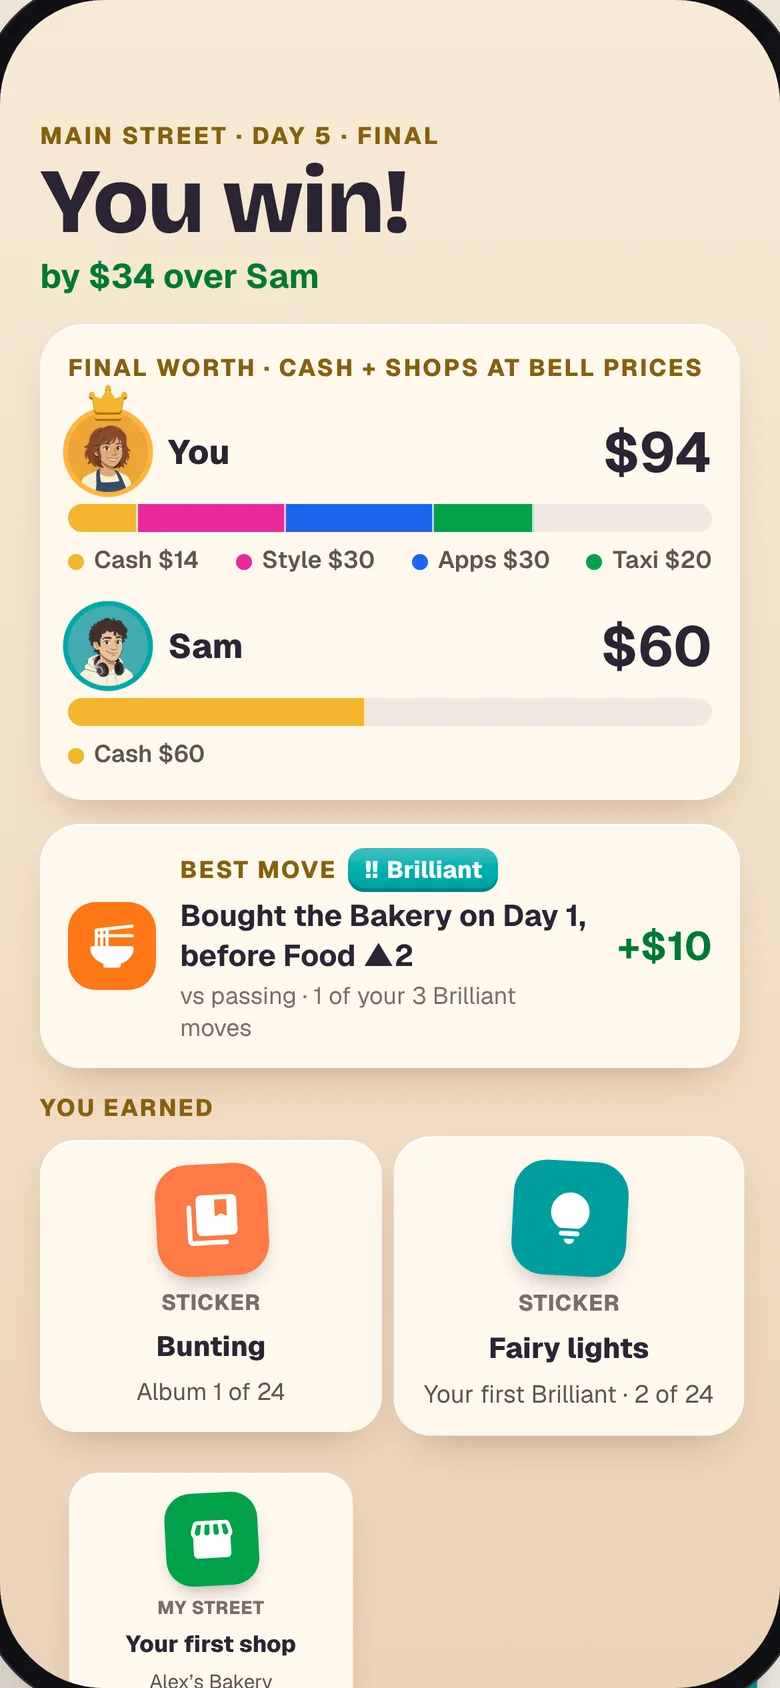 MAIN STREET · DAY 5 · FINAL
You win!
by $34 over Sam
FINAL WORTH · CASH + SHOPS AT BELL PRICES
You
$94
Cash $14
Style $30
Apps $30
Taxi $20
Sam
$60
Cash $60
BEST MOVE
!! Brilliant
Bought the Bakery on Day 1,
before Food ▲2
+$10
vs passing · 1 of your 3 Brilliant
moves
YOU EARNED
STICKER
Bunting
Album 1 of 24
STICKER
Fairy lights
Your first Brilliant · 2 of 24
MY STREET
Your first shop
Alex’s Bakery